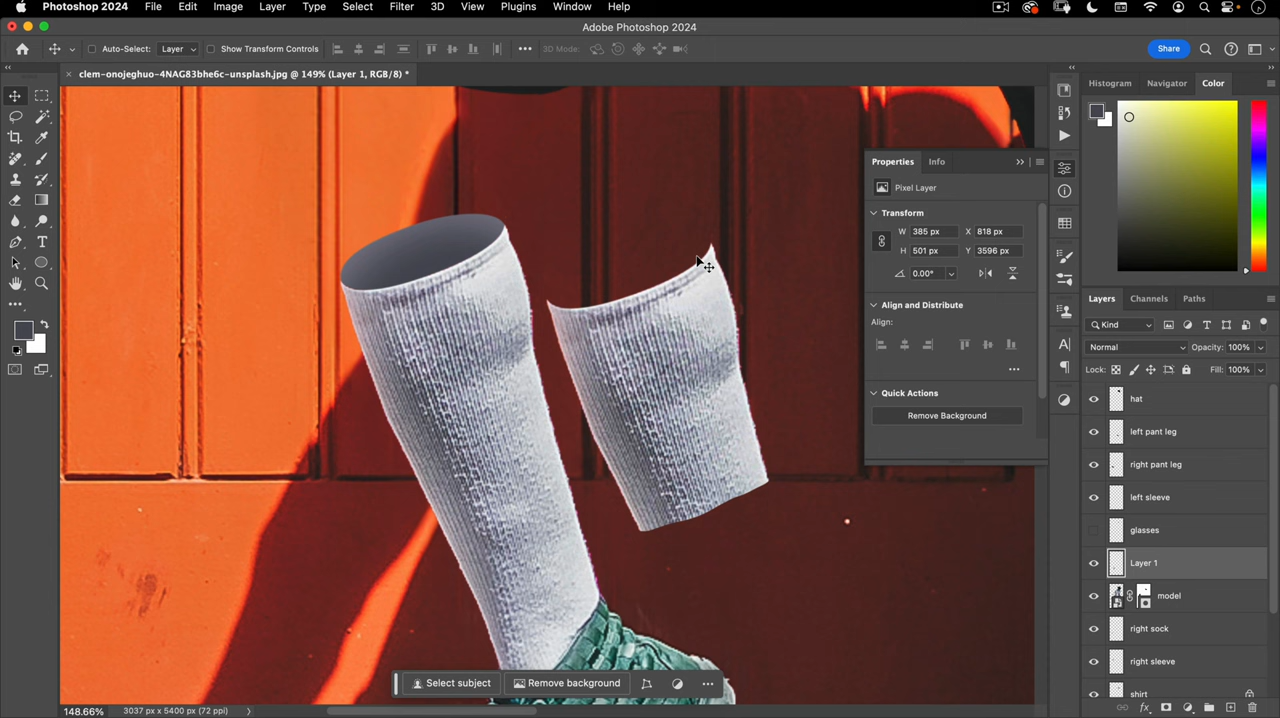 Photoshop 2024 File Edit Image Layer Type Select Filter 3D View Plugins Window Help
Adobe Photoshop 2024
Auto-Select: Layer Show Transform Controls 3D Mode: Share
clem-onojeghuo-4NAG83bhe6c-unsplash.jpg @ 149% (Layer 1, RGB/8) *
Histogram Navigator Color
Properties Info
Pixel Layer
Transform
W 385 px X 818 px
H 501 px Y 3596 px
0.00°
Align and Distribute
Align:
Quick Actions
Remove Background
Layers Channels Paths
Kind
Normal Opacity: 100%
Lock: Fill: 100%
hat
left pant leg
right pant leg
left sleeve
glasses
Layer 1
model
right sock
right sleeve
shirt
Select subject Remove background
148.66% 3037 px x 5400 px (72 ppi)